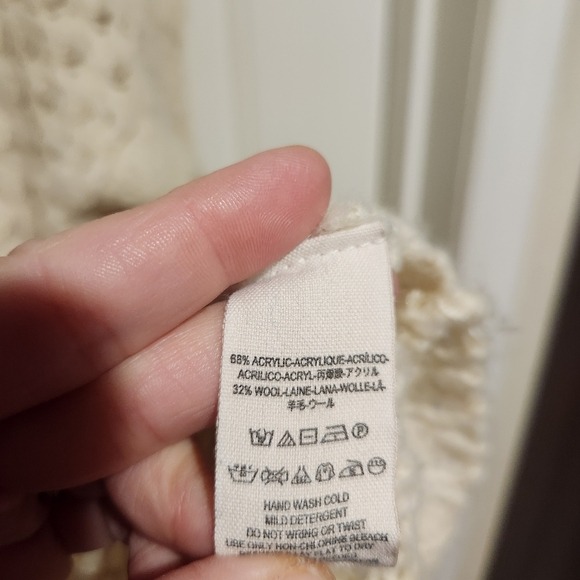 68% ACRYLIC-ACRYLIQUE-ACRÍLICO-
ACRILICO-ACRYL-丙烯酸-アクリル
32% WOOL-LAINE-LANA-WOLLE-LÃ
羊毛-ウール
HAND WASH COLD
MILD DETERGENT
DO NOT WRING OR TWIST
USE ONLY NON-CHLORINE BLEACH